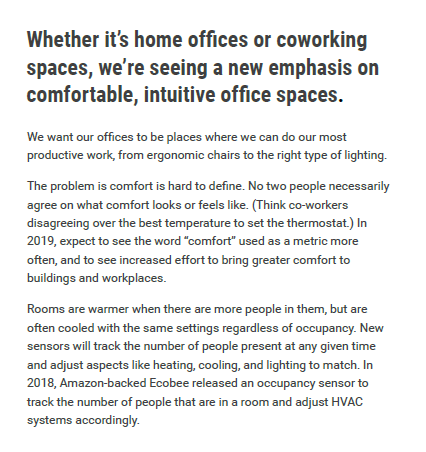 Whether it's home offices or coworking
spaces, we're seeing a new emphasis on
comfortable, intuitive office spaces.
We want our offices to be places where we can do our most
productive work, from ergonomic chairs to the right type of lighting.
The problem is comfort is hard to define. No two people necessarily
agree on what comfort looks or feels like. (Think co-workers
disagreeing over the best temperature to set the thermostat.) In
2019, expect to see the word “comfort” used as a metric more
often, and to see increased effort to bring greater comfort to
buildings and workplaces.
Rooms are warmer when there are more people in them, but are
often cooled with the same settings regardless of occupancy. New
sensors will track the number of people present at any given time
and adjust aspects like heating, cooling, and lighting to match. In
2018, Amazon-backed Ecobee released an occupancy sensor to
track the number of people that are in a room and adjust HVAC
systems accordingly.